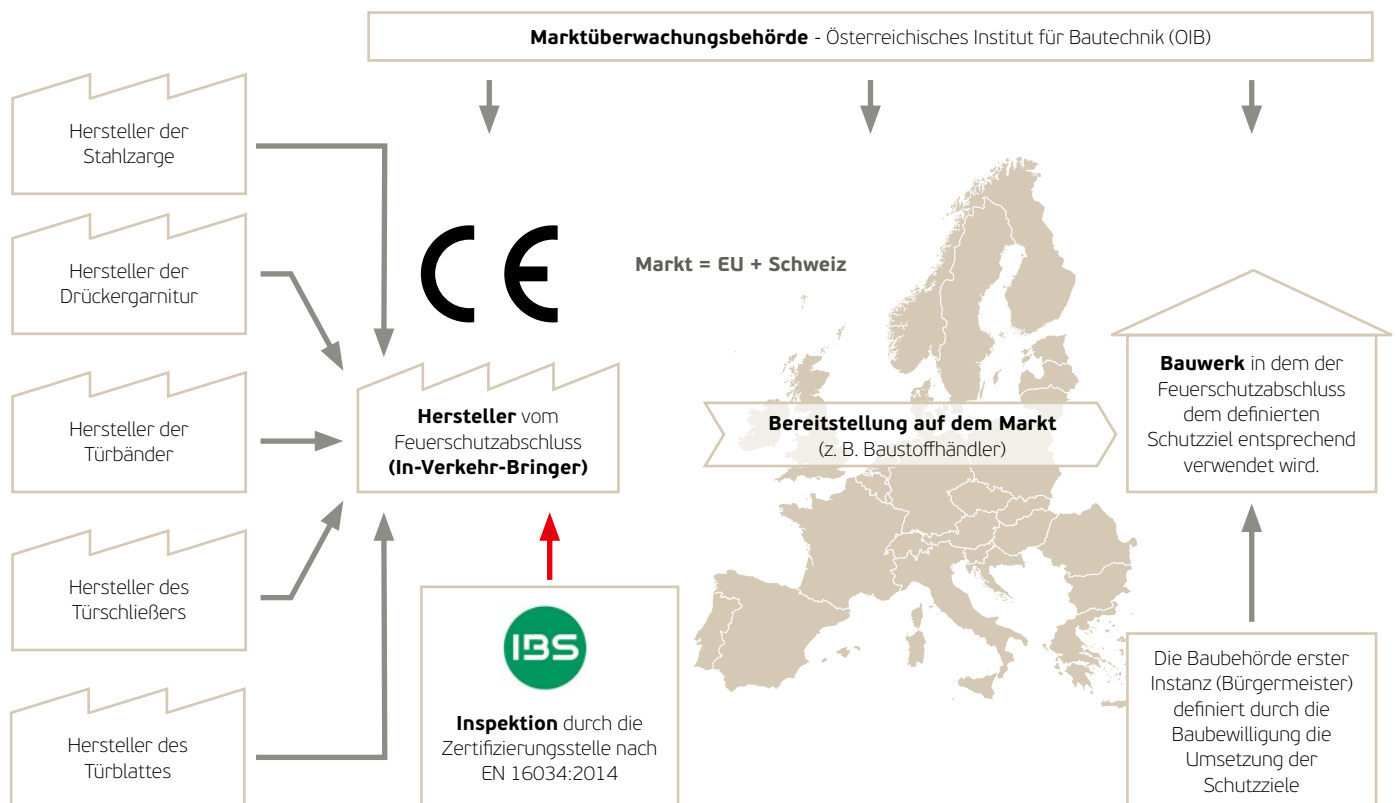 Marktüberwachungsbehörde - Österreichisches Institut für Bautechnik (OIB)
Hersteller der
Stahlzarge
Hersteller der
Drückergarnitur
Hersteller der
Türbänder
Hersteller des
Türschließers
Hersteller des
Türblattes
CE
Hersteller vom
Feuerschutzabschluss
(In-Verkehr-Bringer)
IBS
Inspektion durch die
Zertifizierungsstelle nach
EN 16034:2014
Markt = EU + Schweiz
Bereitstellung auf dem Markt
(z. B. Baustoffhändler)
Bauwerk in dem der
Feuerschutzabschluss
dem definierten
Schutzziel entsprechend
verwendet wird.
Die Baubehörde erster
Instanz (Bürgermeister)
definiert durch die
Baubewilligung die
Umsetzung der
Schutzziele